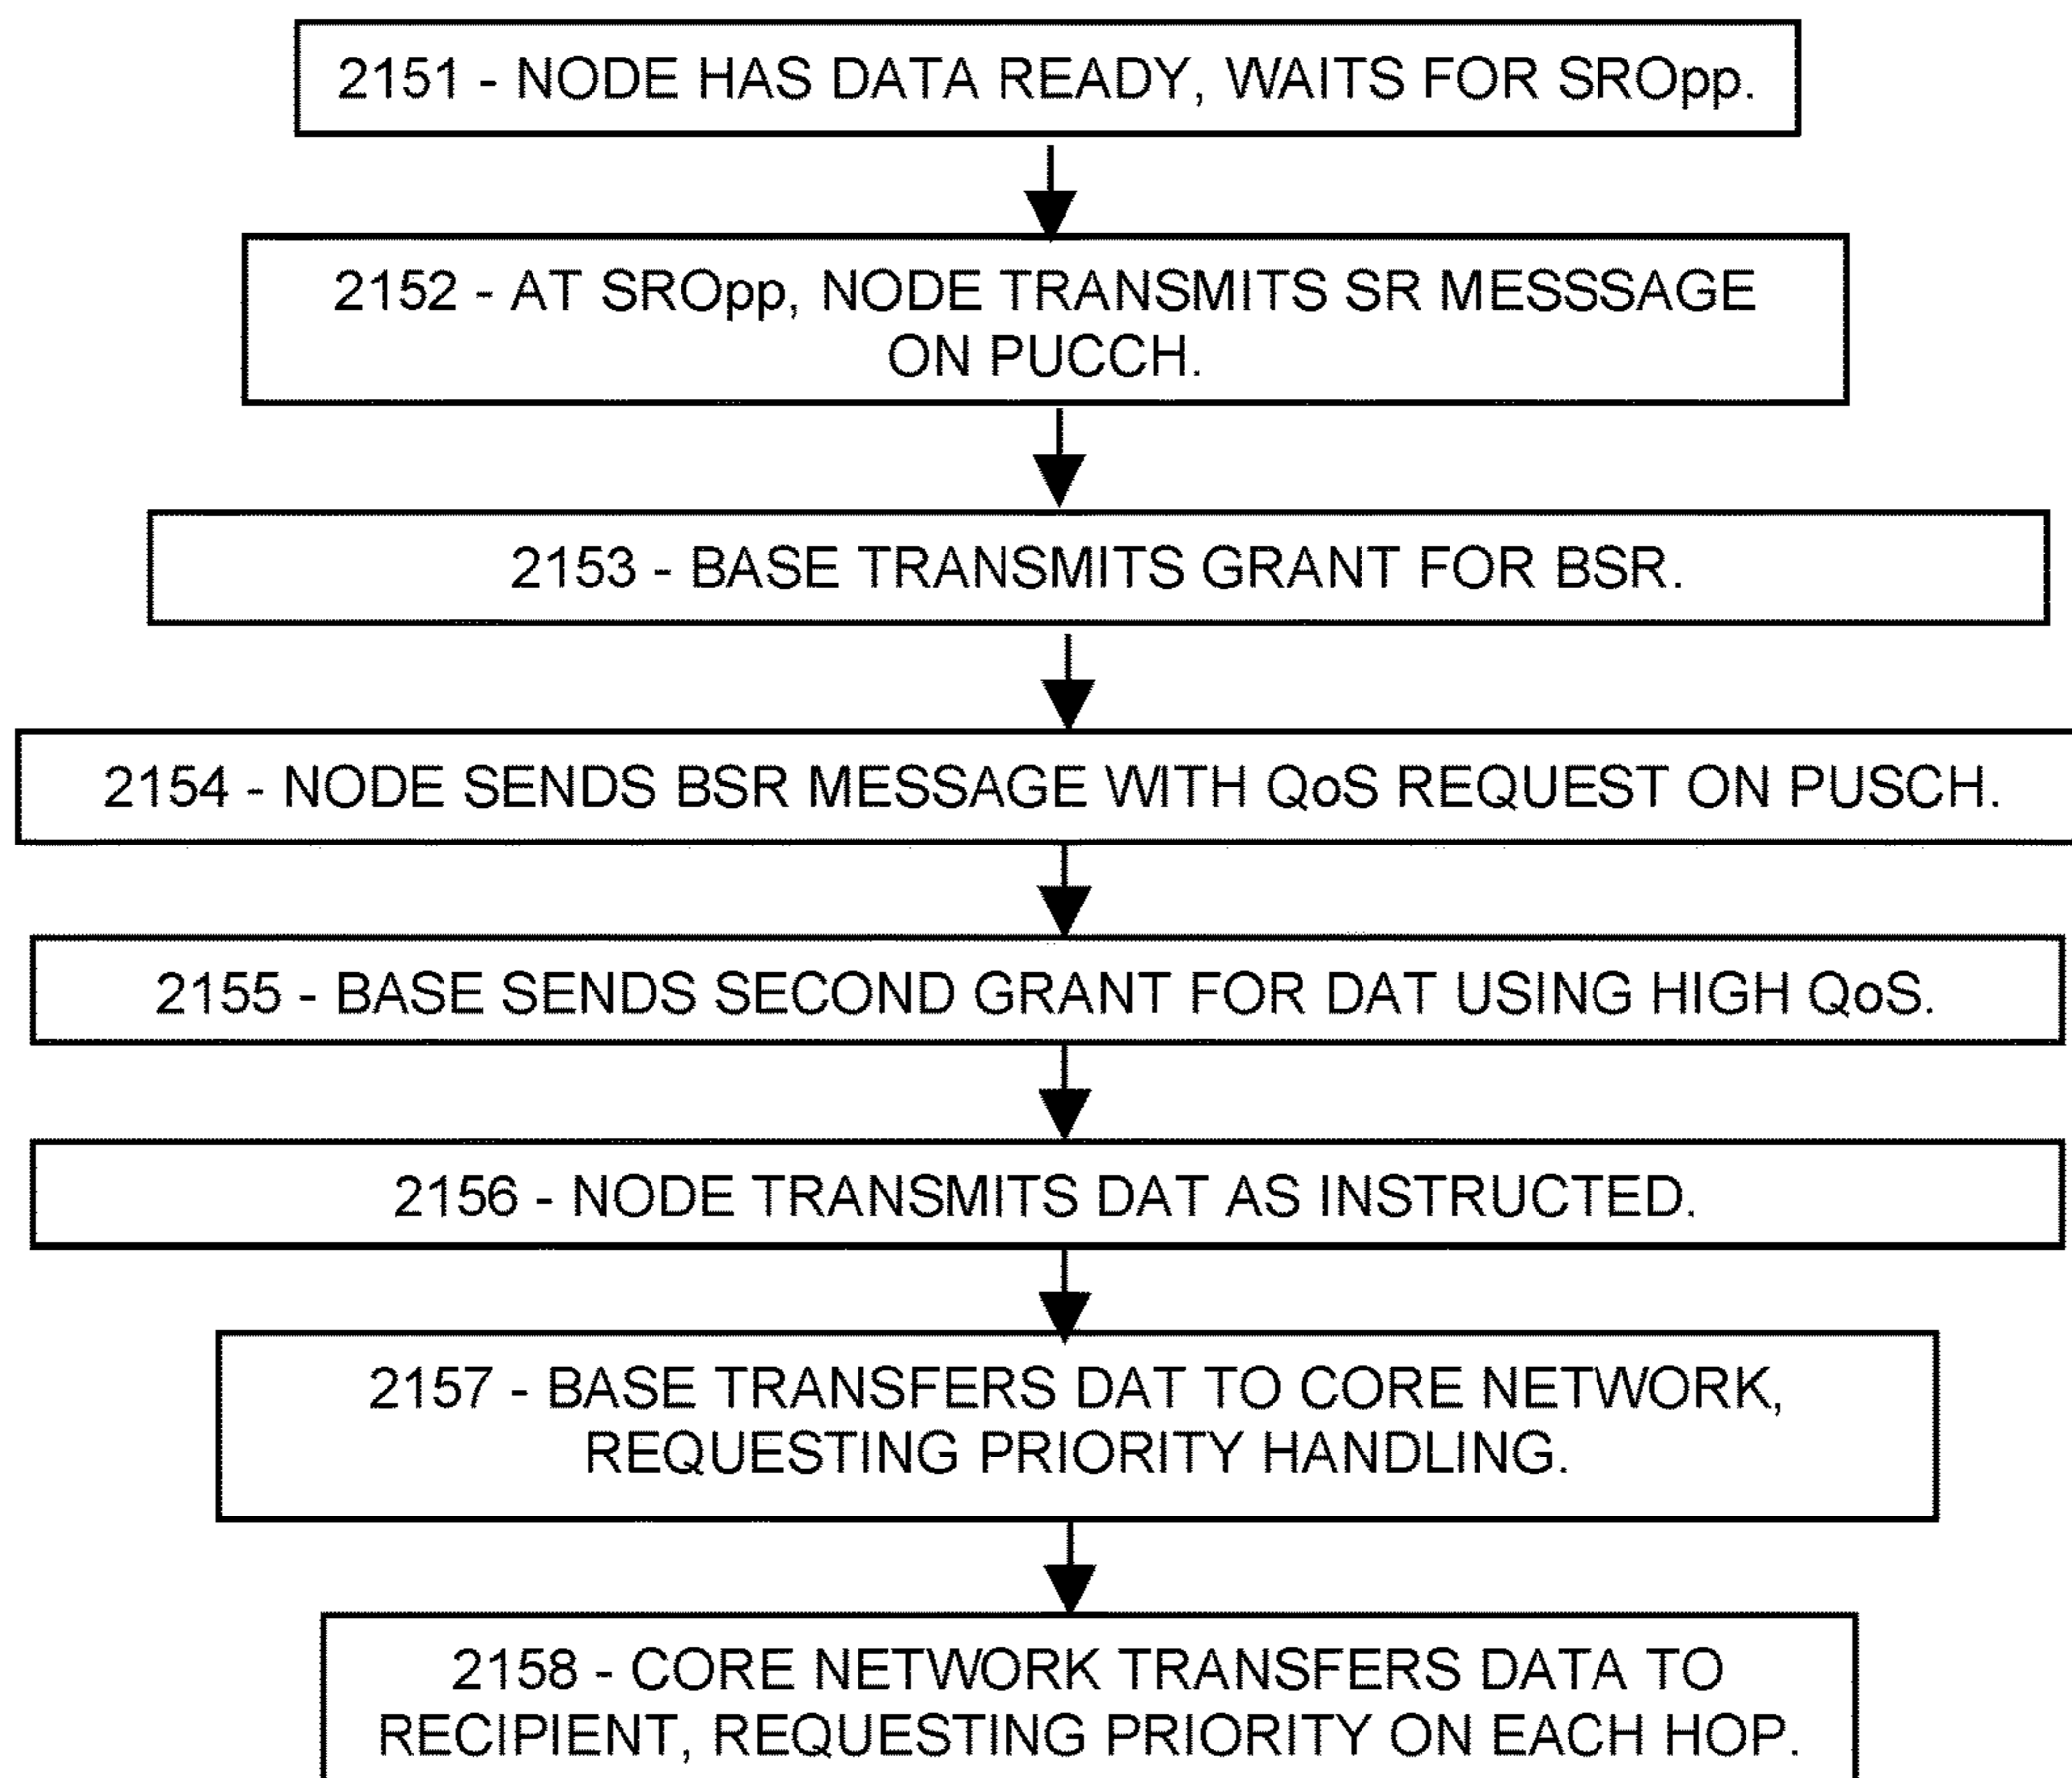 2151 - NODE HAS DATA READY, WAITS FOR SROpp.
2152 - AT SROpp, NODE TRANSMITS SR MESSSAGE
ON PUCCH.
2153 - BASE TRANSMITS GRANT FOR BSR.
2154 - NODE SENDS BSR MESSAGE WITH QoS REQUEST ON PUSCH.
2155 - BASE SENDS SECOND GRANT FOR DAT USING HIGH QoS.
2156 - NODE TRANSMITS DAT AS INSTRUCTED.
2157 - BASE TRANSFERS DAT TO CORE NETWORK,
REQUESTING PRIORITY HANDLING.
2158 - CORE NETWORK TRANSFERS DATA TO
RECIPIENT, REQUESTING PRIORITY ON EACH HOP.